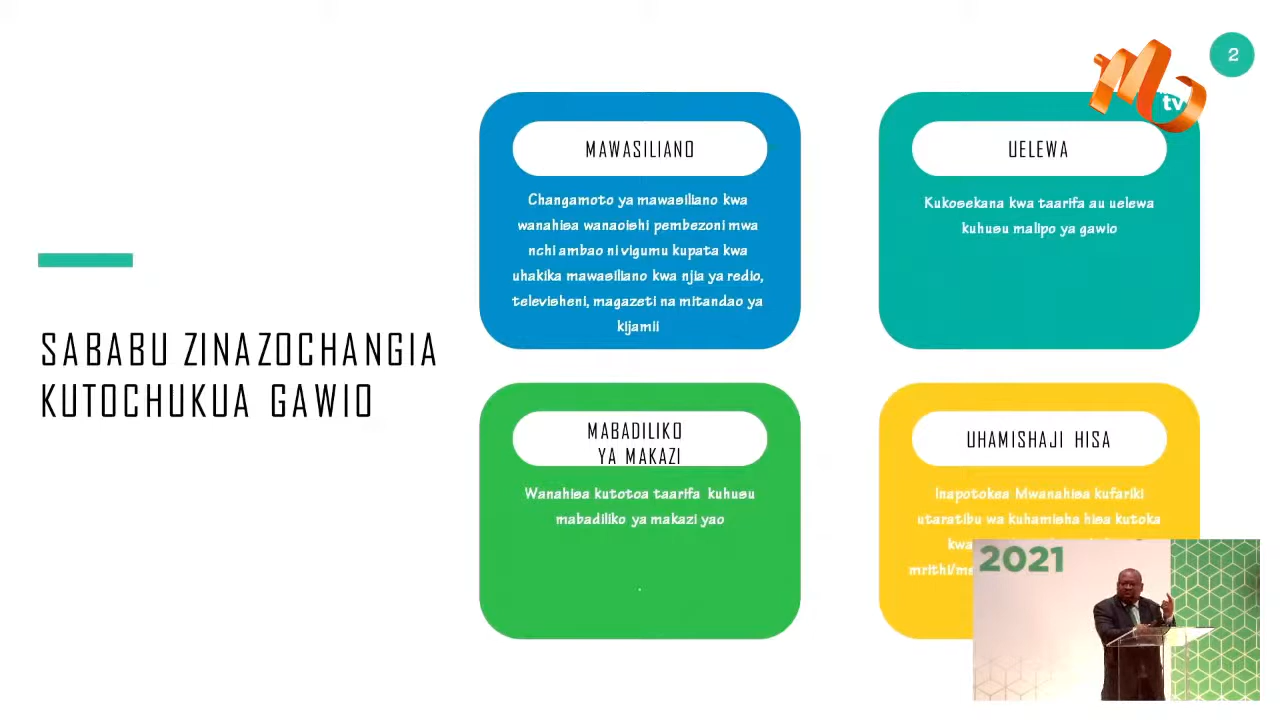 2
tv
SABABU ZINAZOCHANGIA
KUTOCHUKUA GAWIO
MAWASILIANO
Changamoto ya mawasiliano kwa
wanahisa wanaoishi pembezoni mwa
nchi ambao ni vigumu kupata kwa
uhakika mawasiliano kwa njia ya redio,
televisheni, magazeti na mitandao ya
kijamii
UELEWA
Kukosekana kwa taarifa au uelewa
kuhusu malipo ya gawio
MABADILIKO
YA MAKAZI
Wanahisa kutotoa taarifa kuhusu
mabadiliko ya makazi yao
.
UHAMISHAJI HISA
Inapotokea Mwanahisa kufariki
utaratibu wa kuhamisha hisa kutoka
kwa
2021